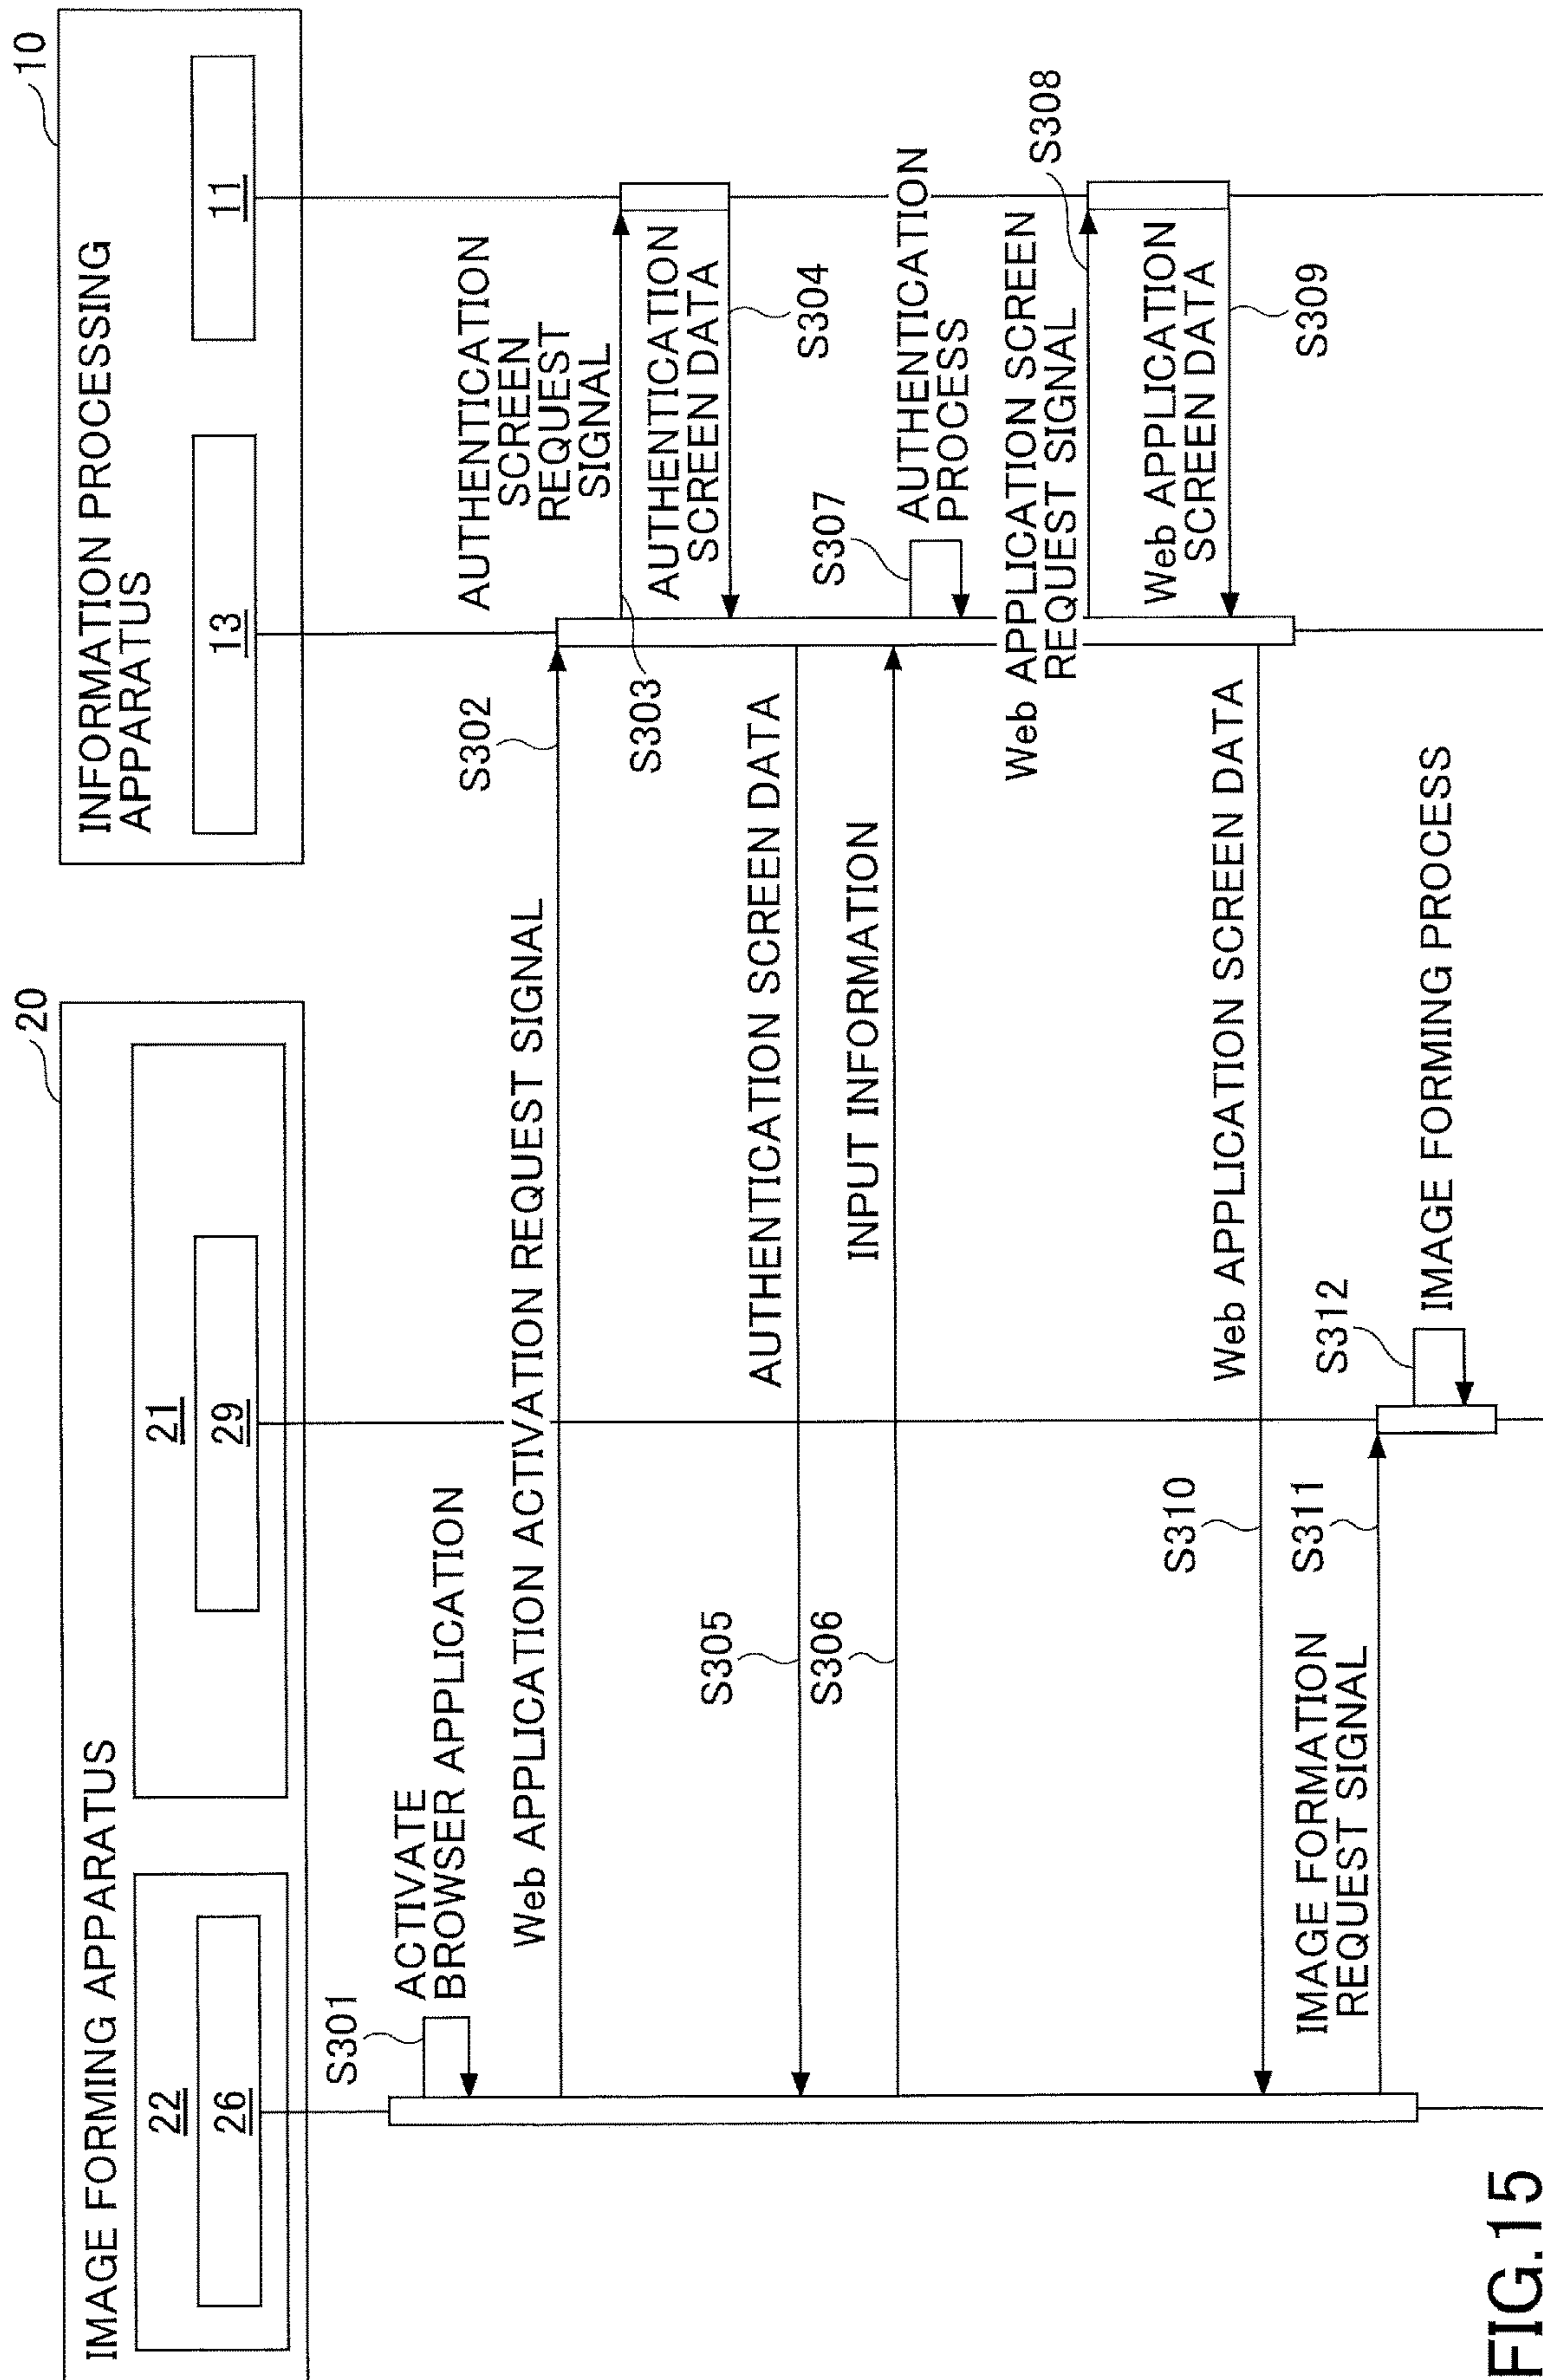 IMAGE FORMING APPARATUS
20
22
26
21
29
INFORMATION PROCESSING
APPARATUS
10
13
11
S301
ACTIVATE
BROWSER APPLICATION
Web APPLICATION ACTIVATION REQUEST SIGNAL
S302
AUTHENTICATION
SCREEN
REQUEST
SIGNAL
S303
AUTHENTICATION
SCREEN DATA
S304
S305
AUTHENTICATION SCREEN DATA
S306
INPUT INFORMATION
S307
AUTHENTICATION
PROCESS
Web APPLICATION SCREEN
REQUEST SIGNAL
S308
Web APPLICATION
SCREEN DATA
S309
S310
Web APPLICATION SCREEN DATA
IMAGE FORMATION
REQUEST SIGNAL
S311
S312
IMAGE FORMING PROCESS
FIG.15